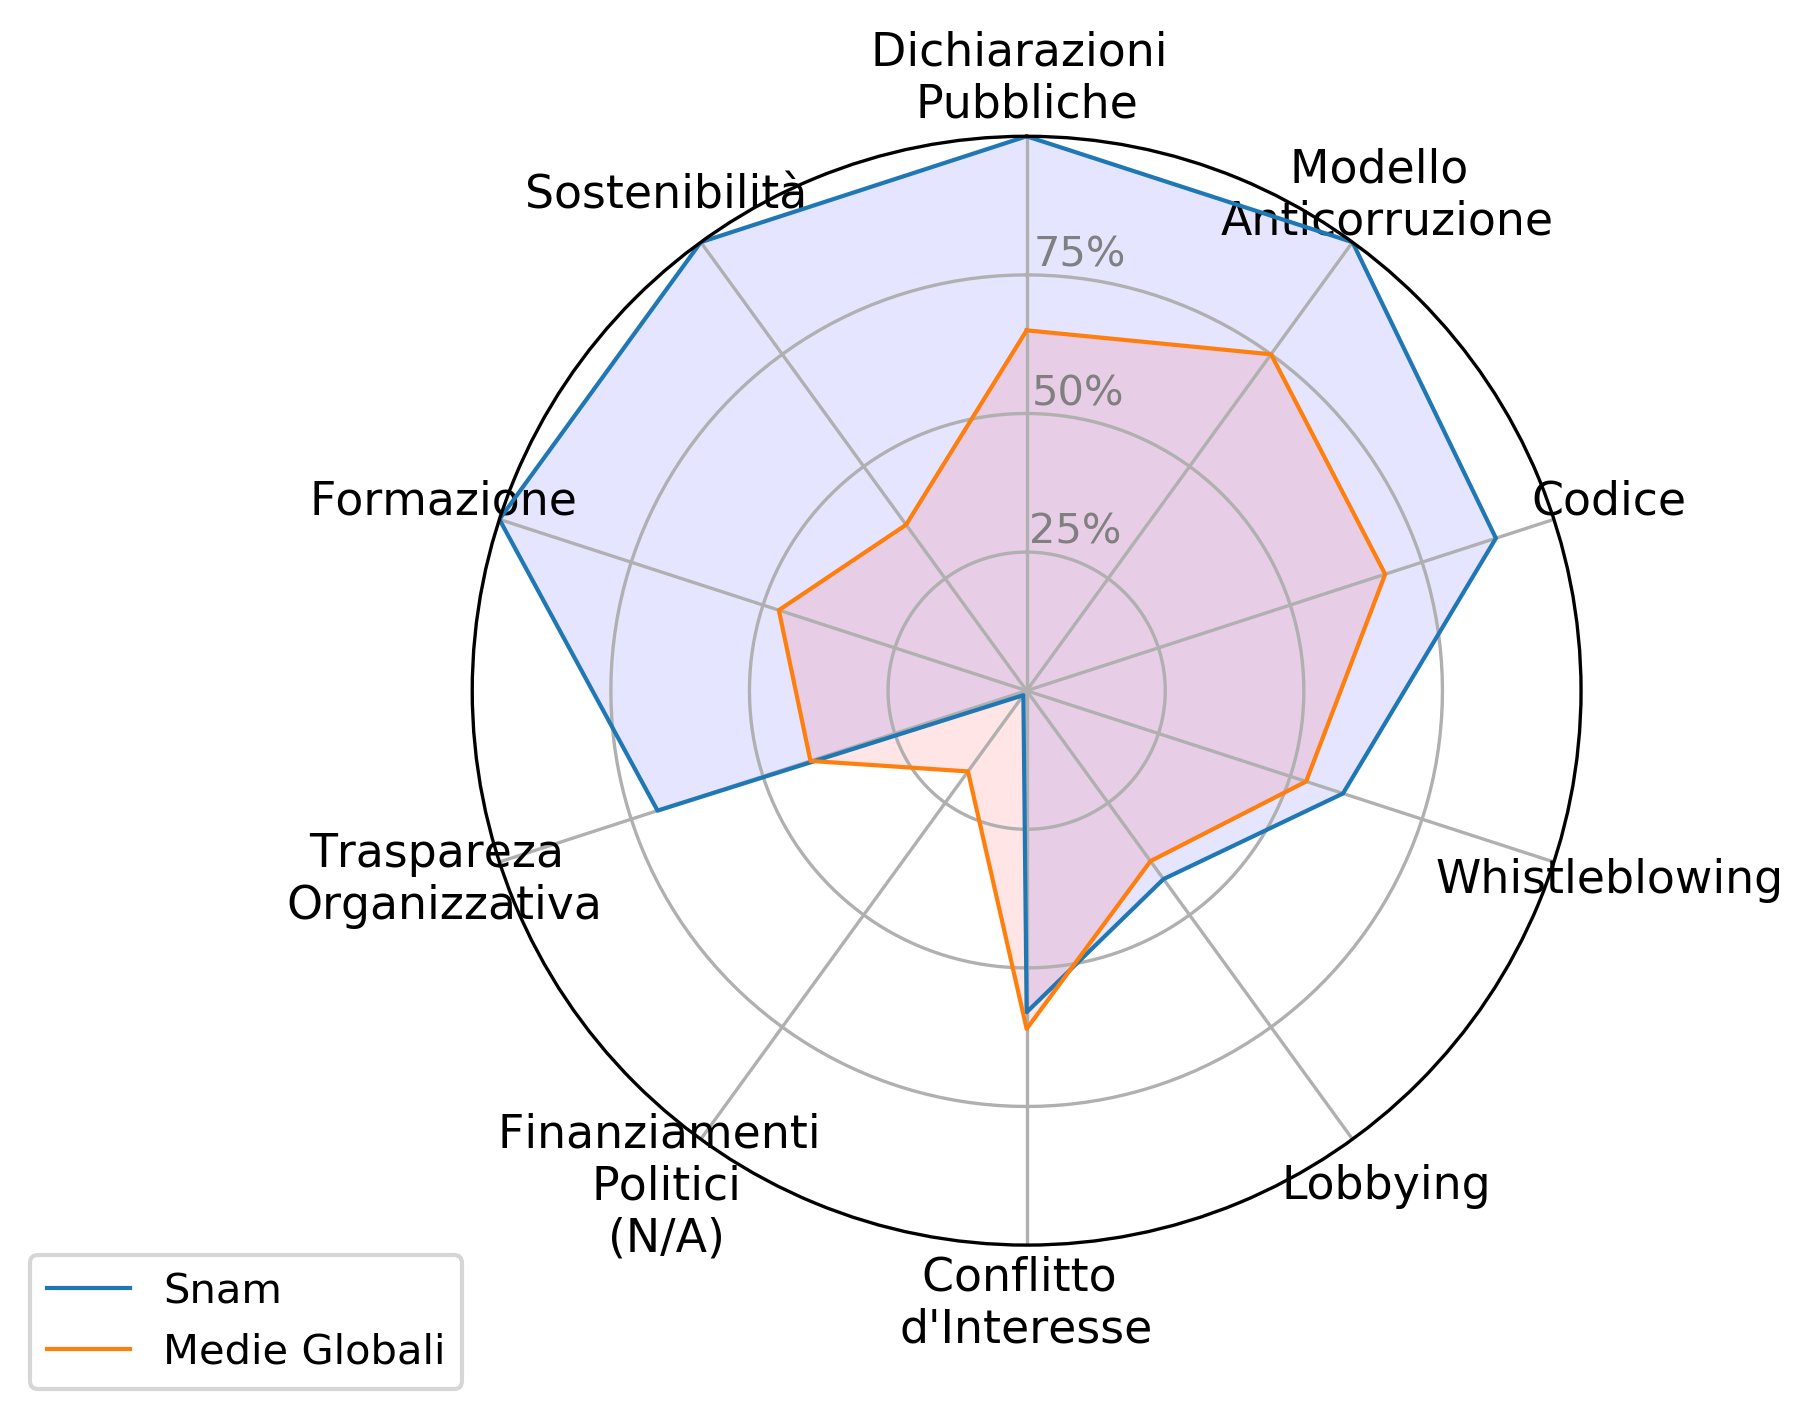 Dichiarazioni
Pubbliche
Modello
Anticorruzione
Sostenibilità
75%
50%
25%
Formazione
Codice
Traspareza
Organizzativa
Whistleblowing
Finanziamenti
Politici
(N/A)
Lobbying
Conflitto
d'Interesse
Snam
Medie Globali